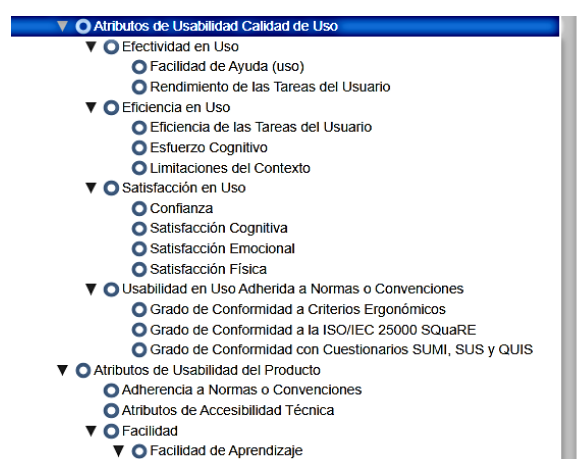 Atributos de Usabilidad Calidad de Uso
Efectividad en Uso
Facilidad de Ayuda (uso)
Rendimiento de las Tareas del Usuario
Eficiencia en Uso
Eficiencia de las Tareas del Usuario
Esfuerzo Cognitivo
Limitaciones del Contexto
Satisfacción en Uso
Confianza
Satisfacción Cognitiva
Satisfacción Emocional
Satisfacción Física
Usabilidad en Uso Adherida a Normas o Convenciones
Grado de Conformidad a Criterios Ergonómicos
Grado de Conformidad a la ISO/IEC 25000 SQuaRE
Grado de Conformidad con Cuestionarios SUMI, SUS y QUIS
Atributos de Usabilidad del Producto
Adherencia a Normas o Convenciones
Atributos de Accesibilidad Técnica
Facilidad
Facilidad de Aprendizaje